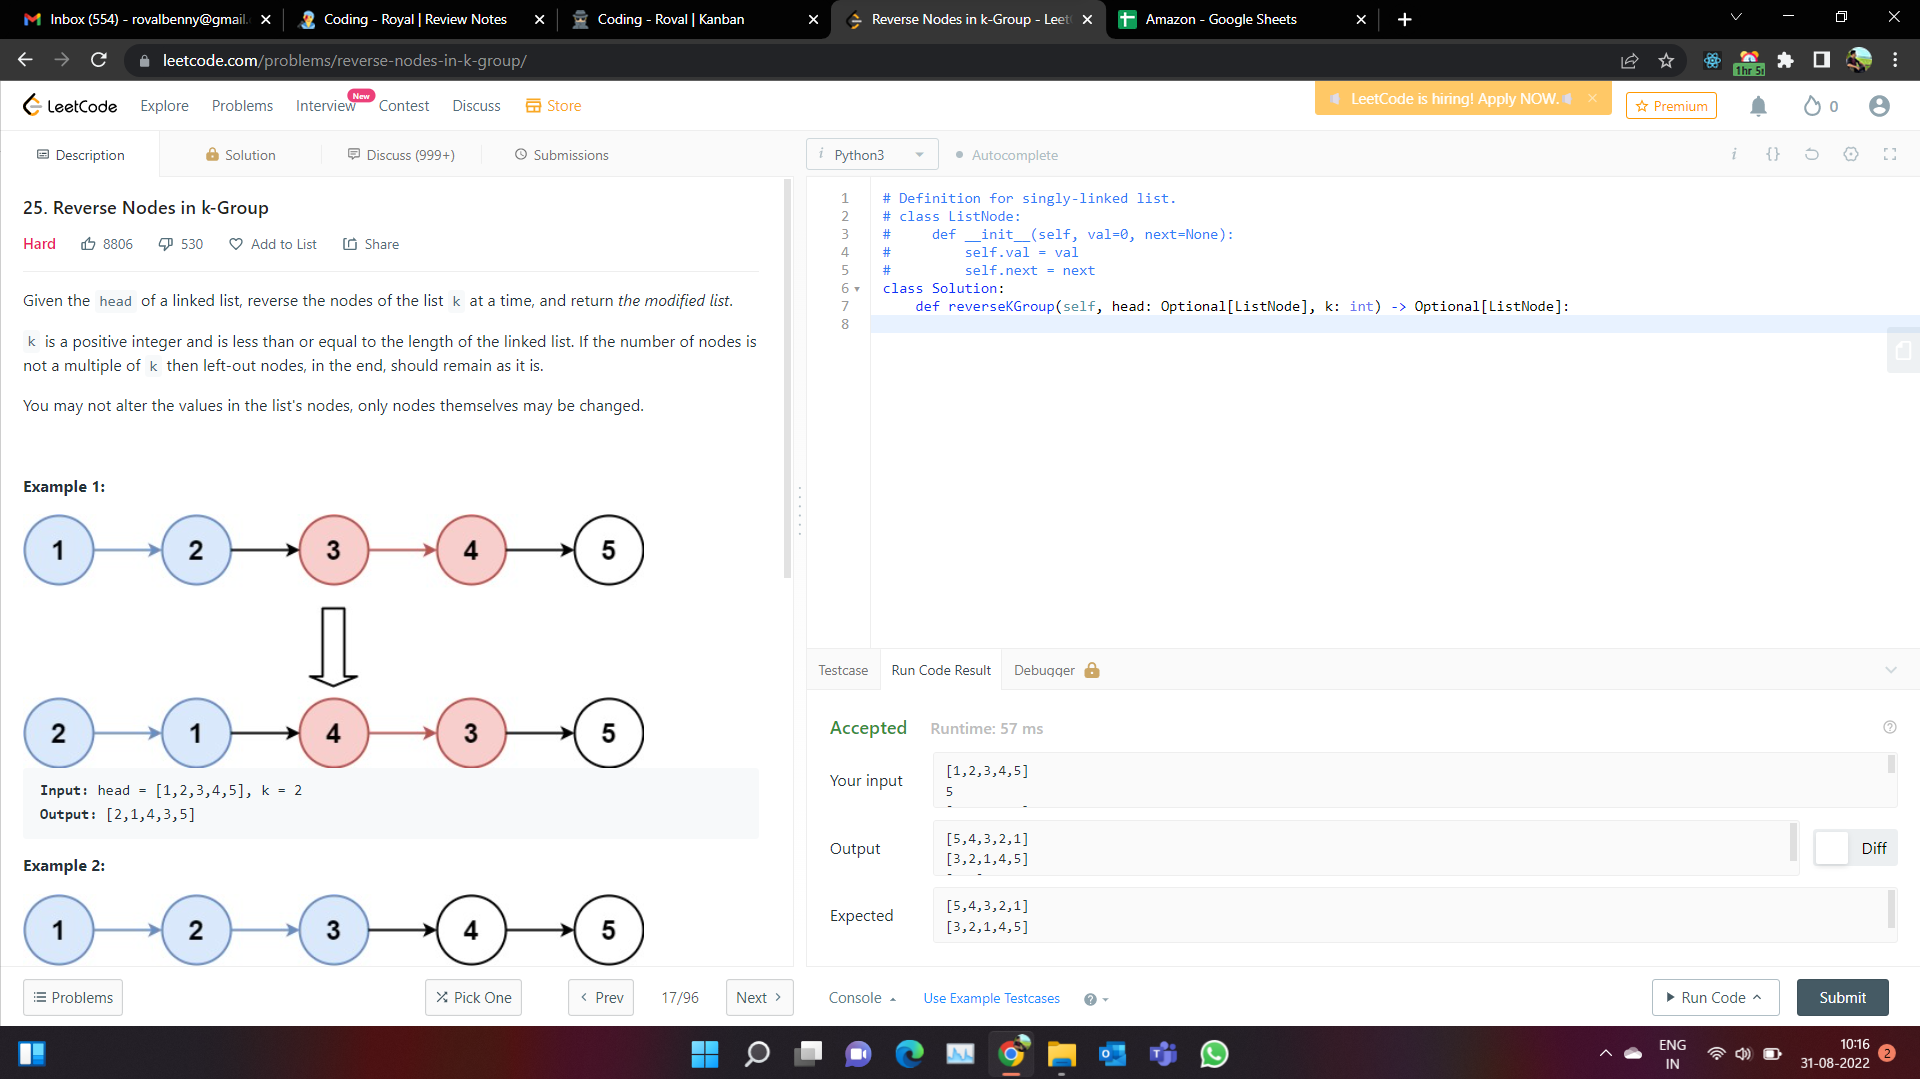 Inbox (554) - rovalbenny@gmail.
Coding - Royal | Review Notes
Coding - Roval | Kanban
Reverse Nodes in k-Group - Leet
Amazon - Google Sheets
leetcode.com/problems/reverse-nodes-in-k-group/
1hr 5
LeetCode
Explore
Problems
Interview
New
Contest
Discuss
Store
LeetCode is hiring! Apply NOW.
Premium
0
Description
Solution
Discuss (999+)
Submissions
i Python3
Autocomplete
i {}
25. Reverse Nodes in k-Group
Hard 8806 530 Add to List Share
Given the head of a linked list, reverse the nodes of the list k at a time, and return the modified list.
k is a positive integer and is less than or equal to the length of the linked list. If the number of nodes is
not a multiple of k then left-out nodes, in the end, should remain as it is.
You may not alter the values in the list's nodes, only nodes themselves may be changed.
Example 1:
1 2 3 4 5
2 1 4 3 5
Input: head = [1,2,3,4,5], k = 2
Output: [2,1,4,3,5]
Example 2:
1 2 3 4 5
Problems
Pick One
Prev
17/96
Next
1 # Definition for singly-linked list.
2 # class ListNode:
3 #     def __init__(self, val=0, next=None):
4 #         self.val = val
5 #         self.next = next
6 class Solution:
7     def reverseKGroup(self, head: Optional[ListNode], k: int) -> Optional[ListNode]:
8
Testcase
Run Code Result
Debugger
Accepted
Runtime: 57 ms
Your input
[1,2,3,4,5]
5
Output
[5,4,3,2,1]
[3,2,1,4,5]
Diff
Expected
[5,4,3,2,1]
[3,2,1,4,5]
Console
Use Example Testcases
Run Code
Submit
ENG
IN
10:16
31-08-2022
2